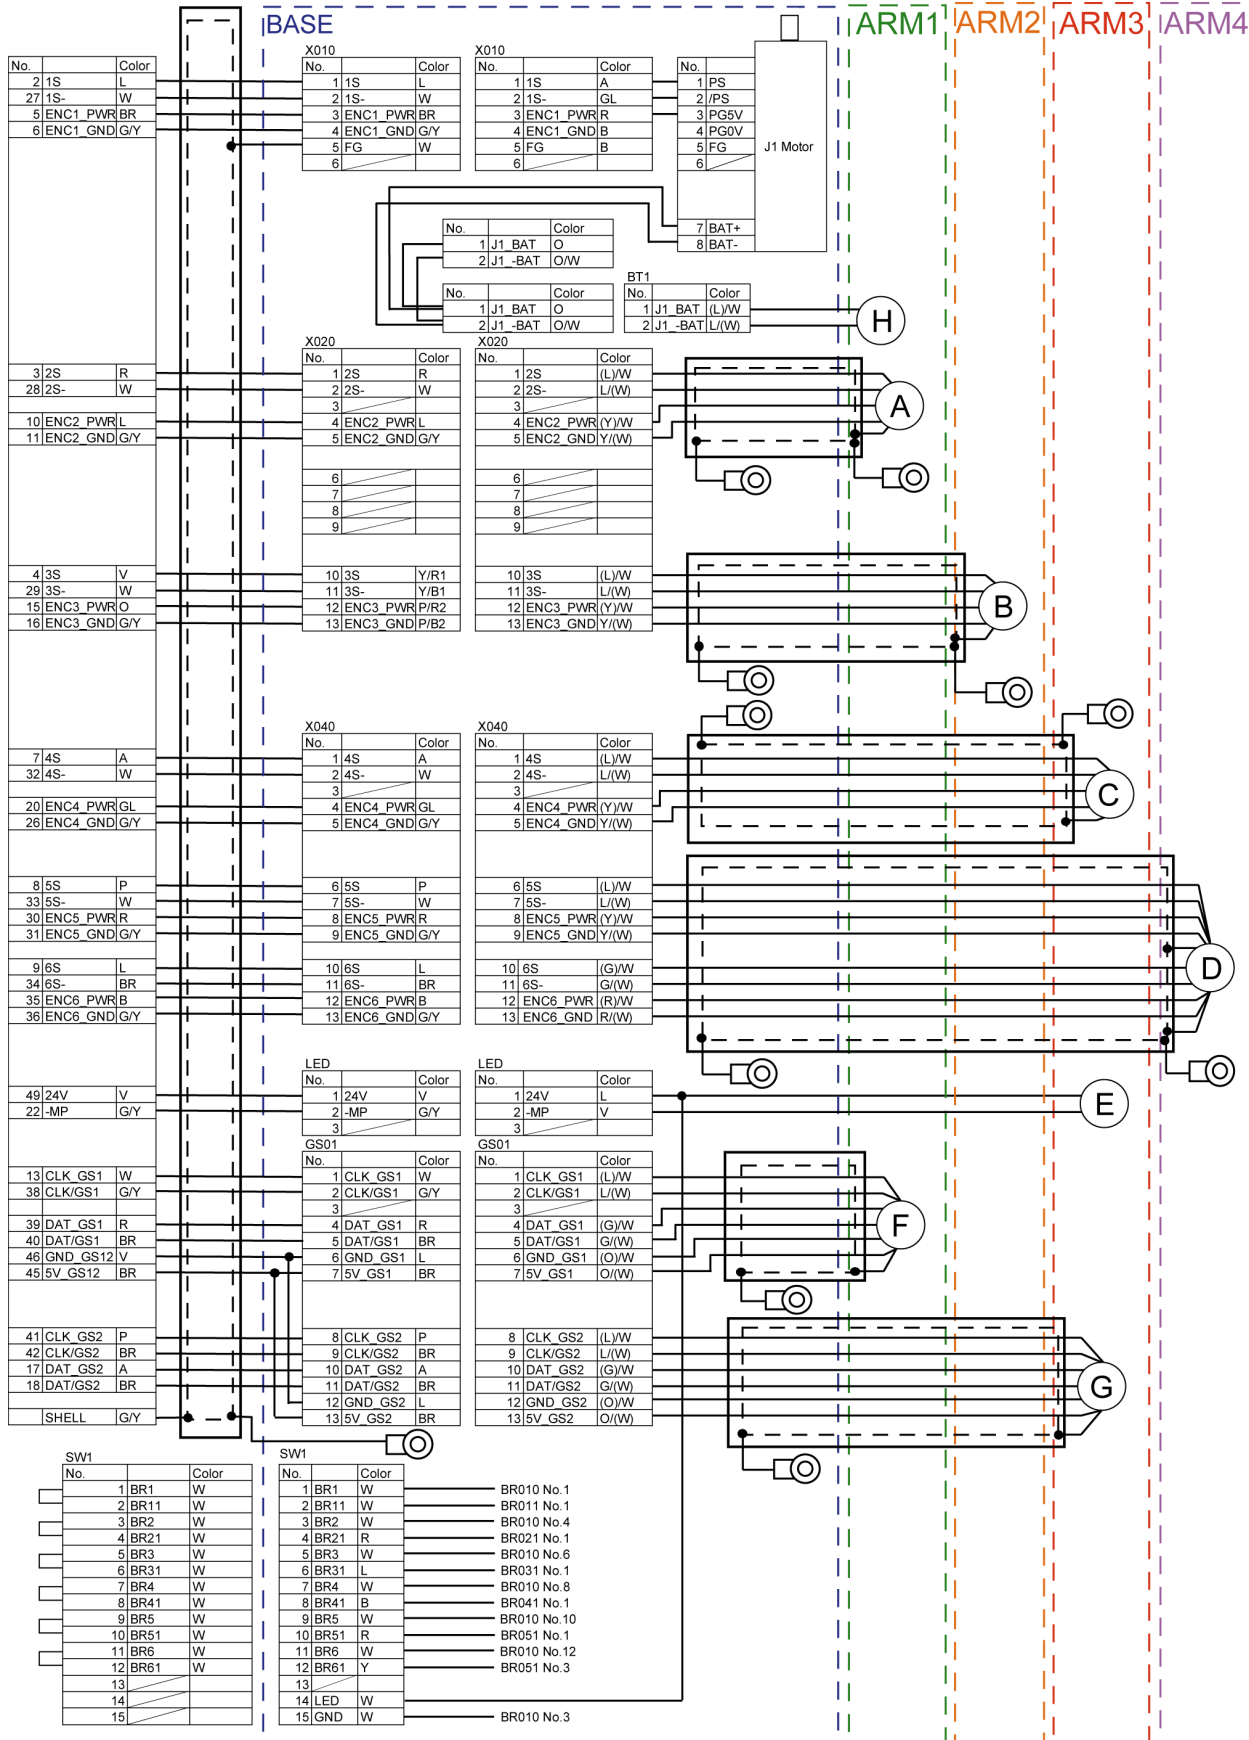 BASE
ARM1
ARM2
ARM3
ARM4
No. Color
2 1S L
27 1S- W
5 ENC1_PWR BR
6 ENC1_GND G/Y
3 2S R
28 2S- W
10 ENC2_PWR L
11 ENC2_GND G/Y
4 3S V
29 3S- W
15 ENC3_PWR O
16 ENC3_GND G/Y
7 4S A
32 4S- W
20 ENC4_PWR GL
26 ENC4_GND G/Y
8 5S P
33 5S- W
30 ENC5_PWR R
31 ENC5_GND G/Y
9 6S L
34 6S- BR
35 ENC6_PWR B
36 ENC6_GND G/Y
49 24V V
22 -MP G/Y
13 CLK_GS1 W
38 CLK/GS1 G/Y
39 DAT_GS1 R
40 DAT/GS1 BR
46 GND_GS12 V
45 5V_GS12 BR
41 CLK_GS2 P
42 CLK/GS2 BR
17 DAT_GS2 A
18 DAT/GS2 BR
SHELL G/Y
X010
No. Color
1 1S L
2 1S- W
3 ENC1_PWR BR
4 ENC1_GND G/Y
5 FG W
6
X010
No. Color
1 1S A
2 1S- GL
3 ENC1_PWR R
4 ENC1_GND B
5 FG B
6
No.
1 PS
2 /PS
3 PG5V
4 PG0V
5 FG
6
7 BAT+
8 BAT-
J1 Motor
No. Color
1 J1_BAT O
2 J1_-BAT O/W
No. Color
1 J1_BAT O
2 J1_-BAT O/W
BT1
No. Color
1 J1_BAT (L)/W
2 J1_-BAT L/(W)
H
X020
No. Color
1 2S R
2 2S- W
3
4 ENC2_PWR L
5 ENC2_GND G/Y
6
7
8
9
10 3S Y/R1
11 3S- Y/B1
12 ENC3_PWR P/R2
13 ENC3_GND P/B2
X020
No. Color
1 2S (L)/W
2 2S- L/(W)
3
4 ENC2_PWR (Y)/W
5 ENC2_GND Y/(W)
6
7
8
9
10 3S (L)/W
11 3S- L/(W)
12 ENC3_PWR (Y)/W
13 ENC3_GND Y/(W)
A
B
X040
No. Color
1 4S A
2 4S- W
3
4 ENC4_PWR GL
5 ENC4_GND G/Y
6 5S P
7 5S- W
8 ENC5_PWR R
9 ENC5_GND G/Y
10 6S L
11 6S- BR
12 ENC6_PWR B
13 ENC6_GND G/Y
X040
No. Color
1 4S (L)/W
2 4S- L/(W)
3
4 ENC4_PWR (Y)/W
5 ENC4_GND Y/(W)
6 5S (L)/W
7 5S- L/(W)
8 ENC5_PWR (Y)/W
9 ENC5_GND Y/(W)
10 6S (G)/W
11 6S- G/(W)
12 ENC6_PWR (R)/W
13 ENC6_GND R/(W)
C
D
LED
No. Color
1 24V V
2 -MP G/Y
3
LED
No. Color
1 24V L
2 -MP V
3
E
GS01
No. Color
1 CLK_GS1 W
2 CLK/GS1 G/Y
3
4 DAT_GS1 R
5 DAT/GS1 BR
6 GND_GS1 L
7 5V_GS1 BR
8 CLK_GS2 P
9 CLK/GS2 BR
10 DAT_GS2 A
11 DAT/GS2 BR
12 GND_GS2 L
13 5V_GS2 BR
GS01
No. Color
1 CLK_GS1 (L)/W
2 CLK/GS1 L/(W)
3
4 DAT_GS1 (G)/W
5 DAT/GS1 G/(W)
6 GND_GS1 (O)/W
7 5V_GS1 O/(W)
8 CLK_GS2 (L)/W
9 CLK/GS2 L/(W)
10 DAT_GS2 (G)/W
11 DAT/GS2 G/(W)
12 GND_GS2 (O)/W
13 5V_GS2 O/(W)
F
G
SW1
No. Color
1 BR1 W
2 BR11 W
3 BR2 W
4 BR21 W
5 BR3 W
6 BR31 W
7 BR4 W
8 BR41 W
9 BR5 W
10 BR51 W
11 BR6 W
12 BR61 W
13
14
15
SW1
No. Color
1 BR1 W BR010 No.1
2 BR11 W BR011 No.1
3 BR2 W BR010 No.4
4 BR21 R BR021 No.1
5 BR3 W BR010 No.6
6 BR31 L BR031 No.1
7 BR4 W BR010 No.8
8 BR41 B BR041 No.1
9 BR5 W BR010 No.10
10 BR51 R BR051 No.1
11 BR6 W BR010 No.12
12 BR61 Y BR051 No.3
13
14 LED W
15 GND W BR010 No.3